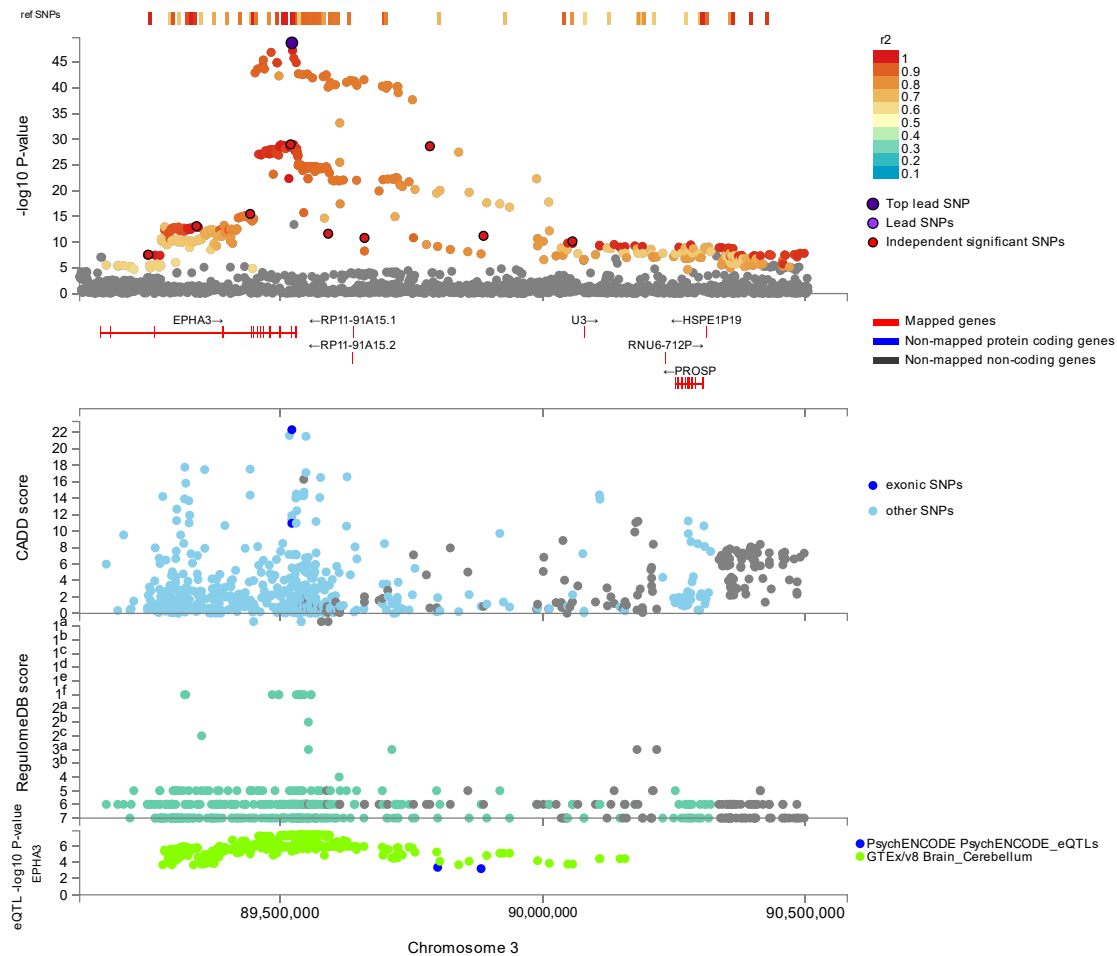 ref SNPs
-log10 P-value
45
40
35
30
25
20
15
10
5
0
r2
1
0.9
0.8
0.7
0.6
0.5
0.4
0.3
0.2
0.1
Top lead SNP
Lead SNPs
Independent significant SNPs
EPHA3→
←RP11-91A15.1
U3→
←HSPE1P19
←RP11-91A15.2
RNU6-712P→
←PROSP
Mapped genes
Non-mapped protein coding genes
Non-mapped non-coding genes
CADD score
22
20
18
16
14
12
10
8
6
4
2
0
exonic SNPs
other SNPs
RegulomeDB score
1a
1b
1c
1d
1e
1f
2a
2b
2c
3a
3b
4
5
6
7
eQTL -log10 P-value
EPHA3
6
4
2
0
PsychENCODE PsychENCODE_eQTLs
GTEx/v8 Brain_Cerebellum
89,500,000
90,000,000
90,500,000
Chromosome 3